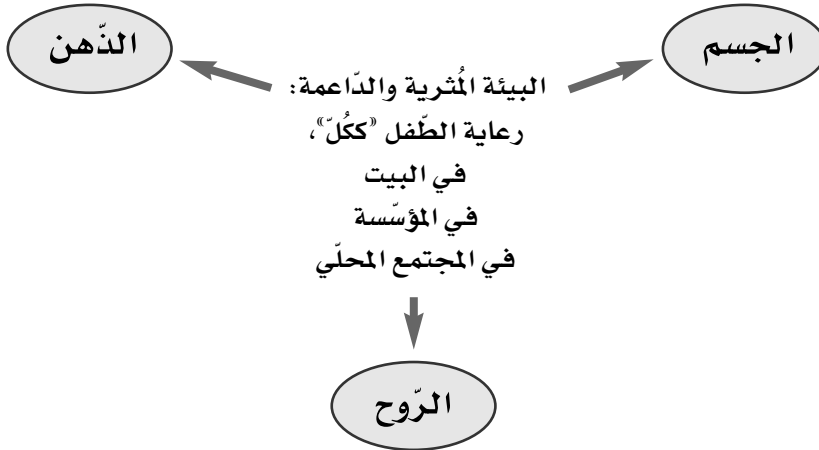 الجسم
الذّهن
البيئة المُثرية والدّاعمة:
رعاية الطّفل «ككُلّ»،
في البيت
في المؤسّسة
في المجتمع المحلّي
الرّوح